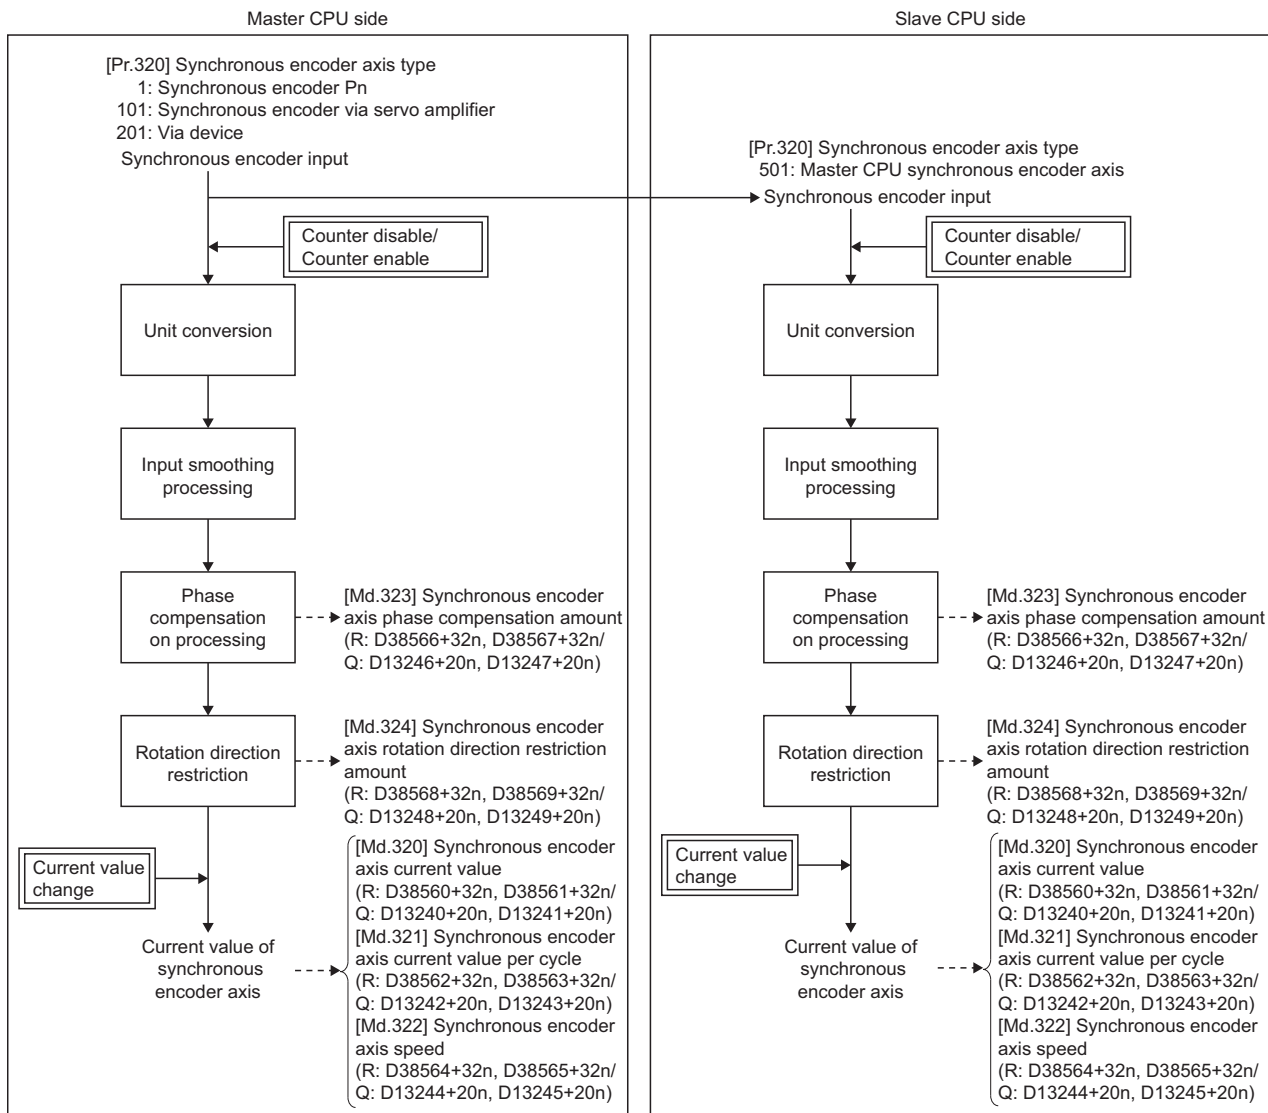 Master CPU side
[Pr.320] Synchronous encoder axis type
1: Synchronous encoder Pn
101: Synchronous encoder via servo amplifier
201: Via device
Synchronous encoder input
Counter disable/
Counter enable
Unit conversion
Input smoothing
processing
Phase
compensation
on processing
[Md.323] Synchronous encoder
axis phase compensation amount
(R: D38566+32n, D38567+32n/
Q: D13246+20n, D13247+20n)
Rotation direction
restriction
[Md.324] Synchronous encoder
axis rotation direction restriction
amount
(R: D38568+32n, D38569+32n/
Q: D13248+20n, D13249+20n)
Current value
change
Current value of
synchronous
encoder axis
[Md.320] Synchronous encoder
axis current value
(R: D38560+32n, D38561+32n/
Q: D13240+20n, D13241+20n)
[Md.321] Synchronous encoder
axis current value per cycle
(R: D38562+32n, D38563+32n/
Q: D13242+20n, D13243+20n)
[Md.322] Synchronous encoder
axis speed
(R: D38564+32n, D38565+32n/
Q: D13244+20n, D13245+20n)
Slave CPU side
[Pr.320] Synchronous encoder axis type
501: Master CPU synchronous encoder axis
Synchronous encoder input
Counter disable/
Counter enable
Unit conversion
Input smoothing
processing
Phase
compensation
on processing
[Md.323] Synchronous encoder
axis phase compensation amount
(R: D38566+32n, D38567+32n/
Q: D13246+20n, D13247+20n)
Rotation direction
restriction
[Md.324] Synchronous encoder
axis rotation direction restriction
amount
(R: D38568+32n, D38569+32n/
Q: D13248+20n, D13249+20n)
Current value
change
Current value of
synchronous
encoder axis
[Md.320] Synchronous encoder
axis current value
(R: D38560+32n, D38561+32n/
Q: D13240+20n, D13241+20n)
[Md.321] Synchronous encoder
axis current value per cycle
(R: D38562+32n, D38563+32n/
Q: D13242+20n, D13243+20n)
[Md.322] Synchronous encoder
axis speed
(R: D38564+32n, D38565+32n/
Q: D13244+20n, D13245+20n)